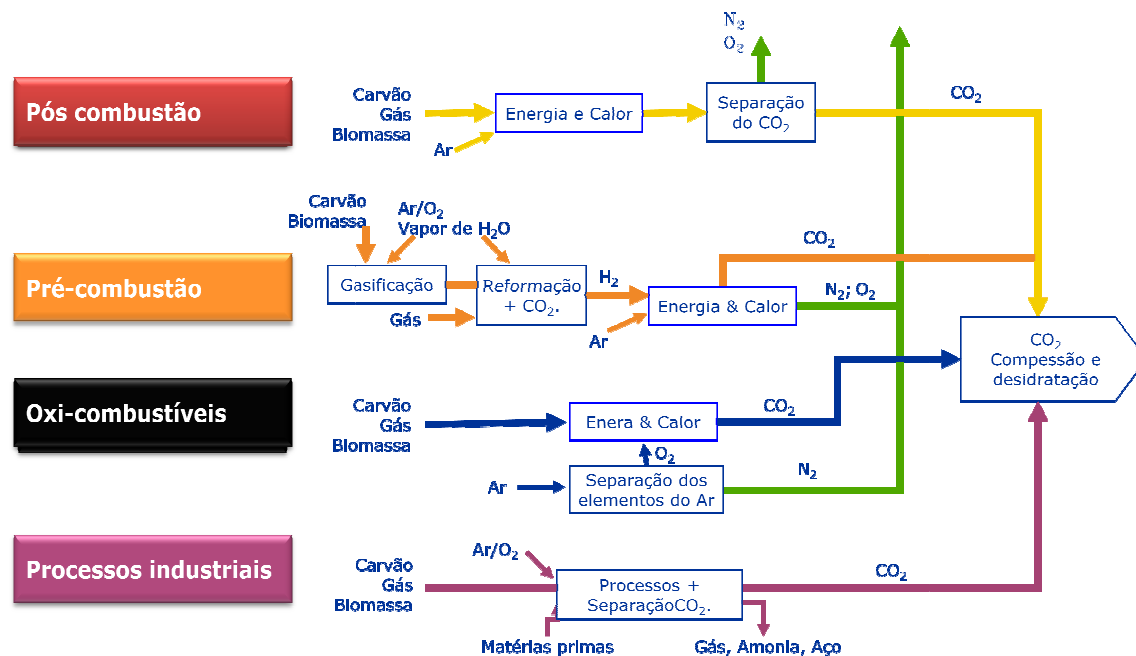 N₂
O₂
Pós combustão
Carvão
Gás
Biomassa
Ar
Energia e Calor
Separação
do CO₂
CO₂
Pré-combustão
Carvão
Biomassa
Ar/O₂
Vapor de H₂O
Gasificação
Gás
Reformação
+ CO₂.
H₂
Ar
Energia & Calor
CO₂
N₂; O₂
CO₂
Compessão e
desidratação
Oxi-combustíveis
Carvão
Gás
Biomassa
Enera & Calor
CO₂
O₂
Ar
Separação dos
elementos do Ar
N₂
Processos industriais
Carvão
Gás
Biomassa
Ar/O₂
Processos +
SeparaçãoCO₂.
CO₂
Matérias primas
Gás, Amonia, Aço